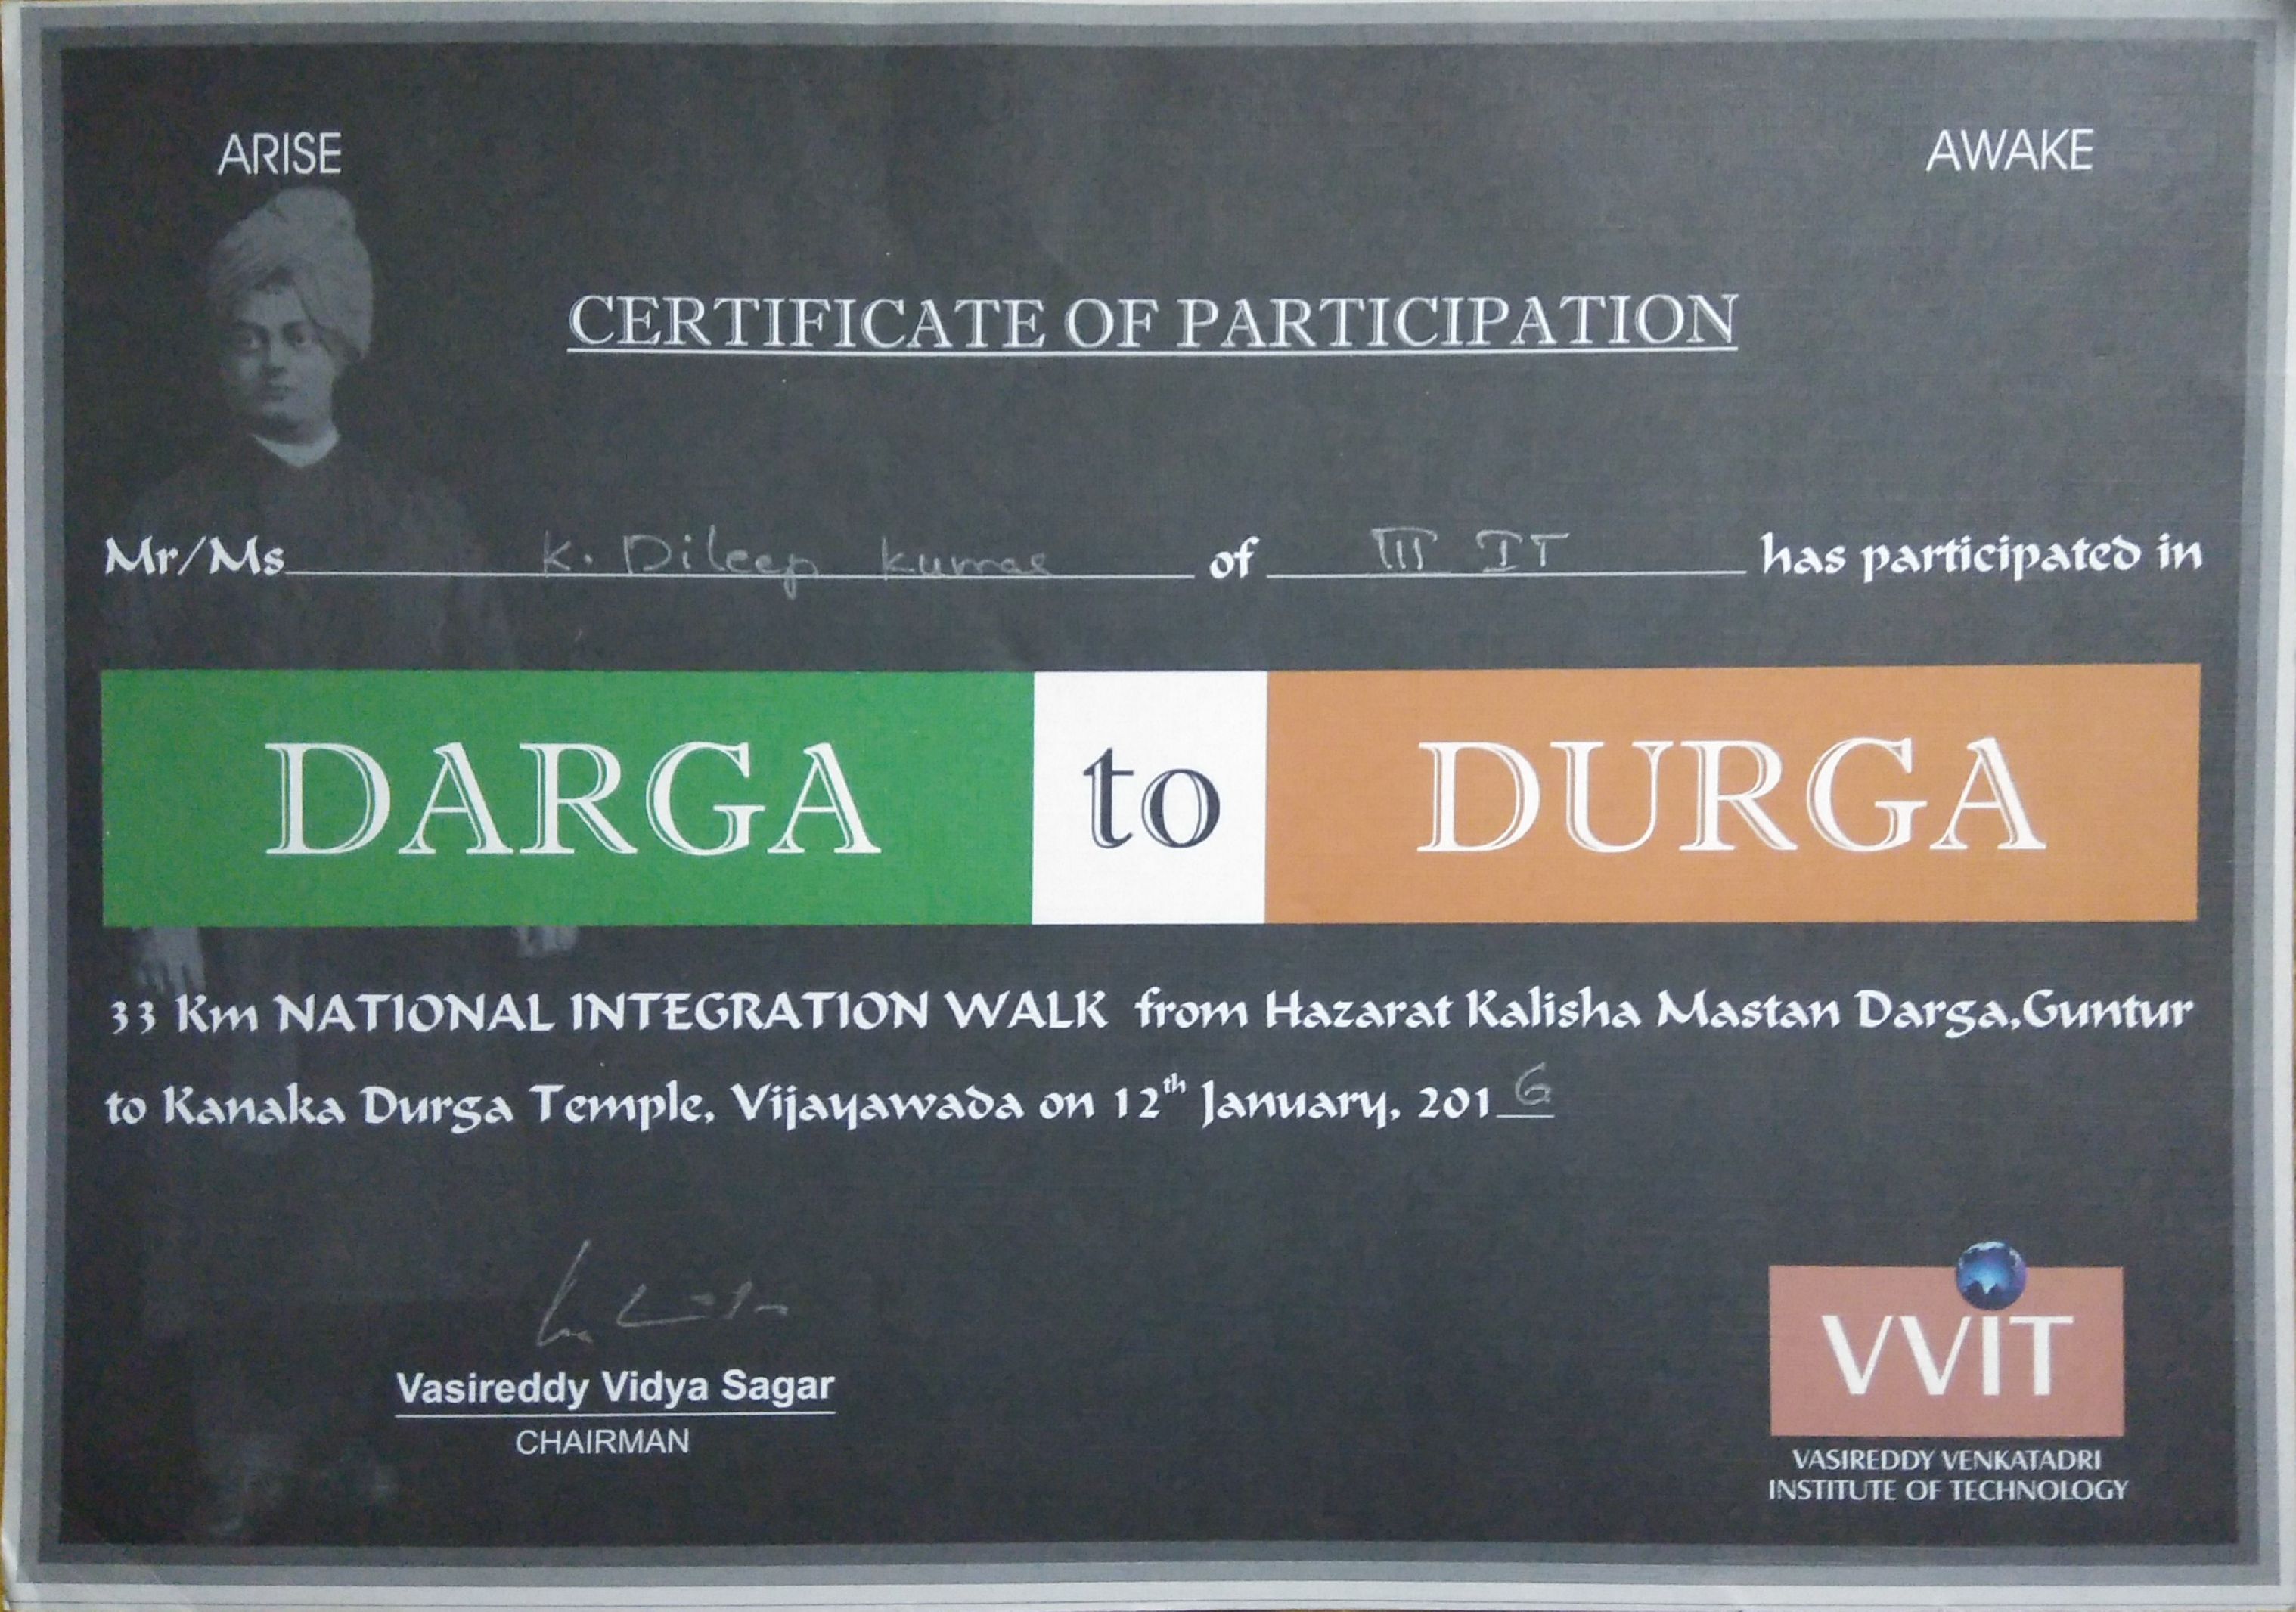 ARISE
AWAKE
CERTIFICATE OF PARTICIPATION
Mr/Ms K. Dileep Kumar of III IT has participated in
DARGA to DURGA
33 Km NATIONAL INTEGRATION WALK from Hazarat Kalisha Mastan Darga,Guntur
to Kanaka Durga Temple, Vijayawada on 12th January, 2016
Vasireddy Vidya Sagar
CHAIRMAN
VVIT
VASIREDDY VENKATADRI
INSTITUTE OF TECHNOLOGY